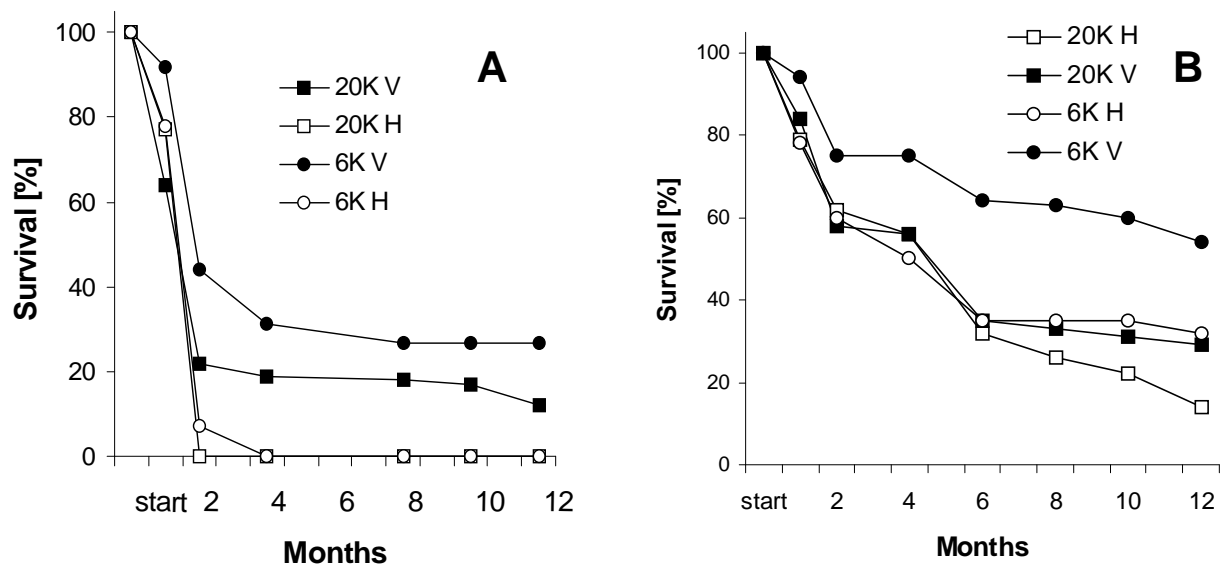 A
20K V
20K H
6K V
6K H
Survival [%]
100
80
60
40
20
0
start 2 4 6 8 10 12
Months
B
20K H
20K V
6K H
6K V
Survival [%]
100
80
60
40
20
0
start 2 4 6 8 10 12
Months